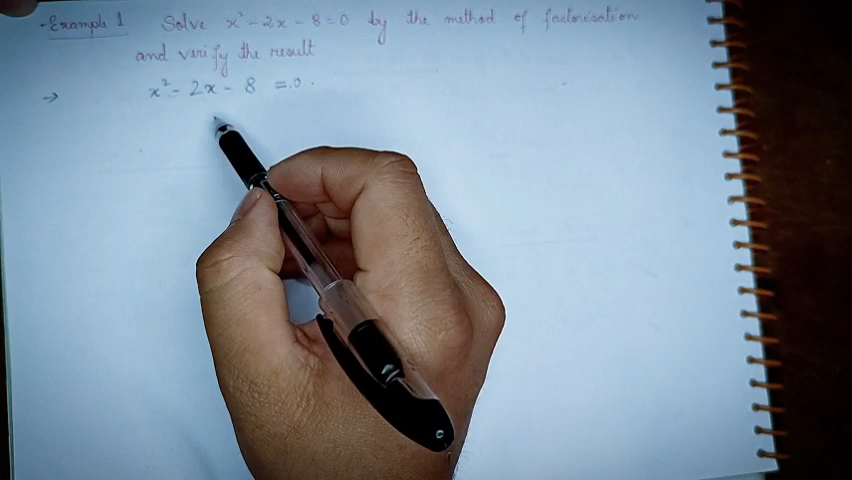 Example 1 Solve x² - 2x - 8 = 0 by the method of factorisation
and verify the result
→ x² - 2x - 8 = 0.